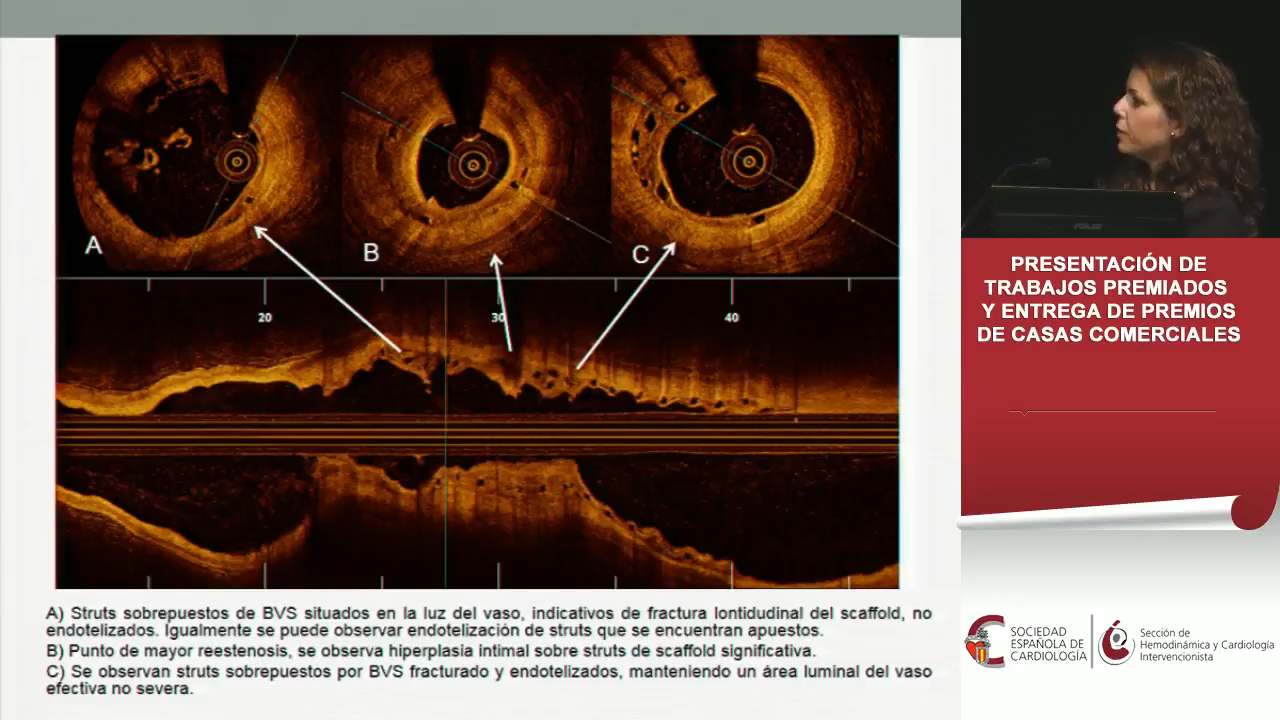 A
B
C
20
30
40
A) Struts sobrepuestos de BVS situados en la luz del vaso, indicativos de fractura lontidudinal del scaffold, no
endotelizados. Igualmente se puede observar endotelización de struts que se encuentran apuestos.
B) Punto de mayor reestenosis, se observa hiperplasia intimal sobre struts de scaffold significativa.
C) Se observan struts sobrepuestos por BVS fracturado y endotelizados, manteniendo un área luminal del vaso
efectiva no severa.
ASUS
PRESENTACIÓN DE
TRABAJOS PREMIADOS
Y ENTREGA DE PREMIOS
DE CASAS COMERCIALES
SOCIEDAD
ESPAÑOLA DE
CARDIOLOGÍA
Sección de
Hemodinámica y Cardiología
Intervencionista